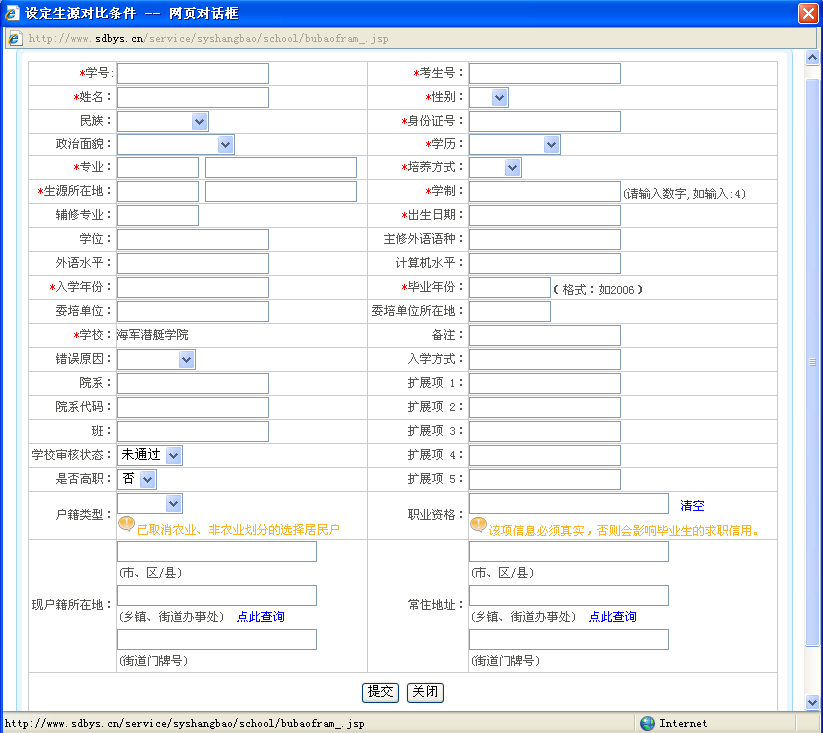 设定生源对比条件 -- 网页对话框
http://www.sdbys.cn/service/syshangbao/school/bubaofram_.jsp
*学号: *考生号：
*姓名： *性别：
民族： *身份证号：
政治面貌： *学历：
*专业： *培养方式：
*生源所在地： *学制： (请输入数字,如输入:4)
辅修专业： *出生日期：
学位： 主修外语语种：
外语水平： 计算机水平：
*入学年份： *毕业年份： ( 格式：如2006 )
委培单位： 委培单位所在地：
*学校：海军潜艇学院 备注：
错误原因： 入学方式：
院系： 扩展项 1：
院系代码： 扩展项 2：
班： 扩展项 3：
学校审核状态： 未通过 扩展项 4：
是否高职： 否 扩展项 5：
户籍类型： 职业资格： 清空
已取消农业、非农业划分的选择居民户 该项信息必须真实，否则会影响毕业生的求职信用。
(市、区/县) (市、区/县)
现户籍所在地： 常住地址：
(乡镇、街道办事处) 点此查询 (乡镇、街道办事处) 点此查询
(街道门牌号) (街道门牌号)
提交 关闭
http://www.sdbys.cn/service/syshangbao/school/bubaofram_.jsp Internet